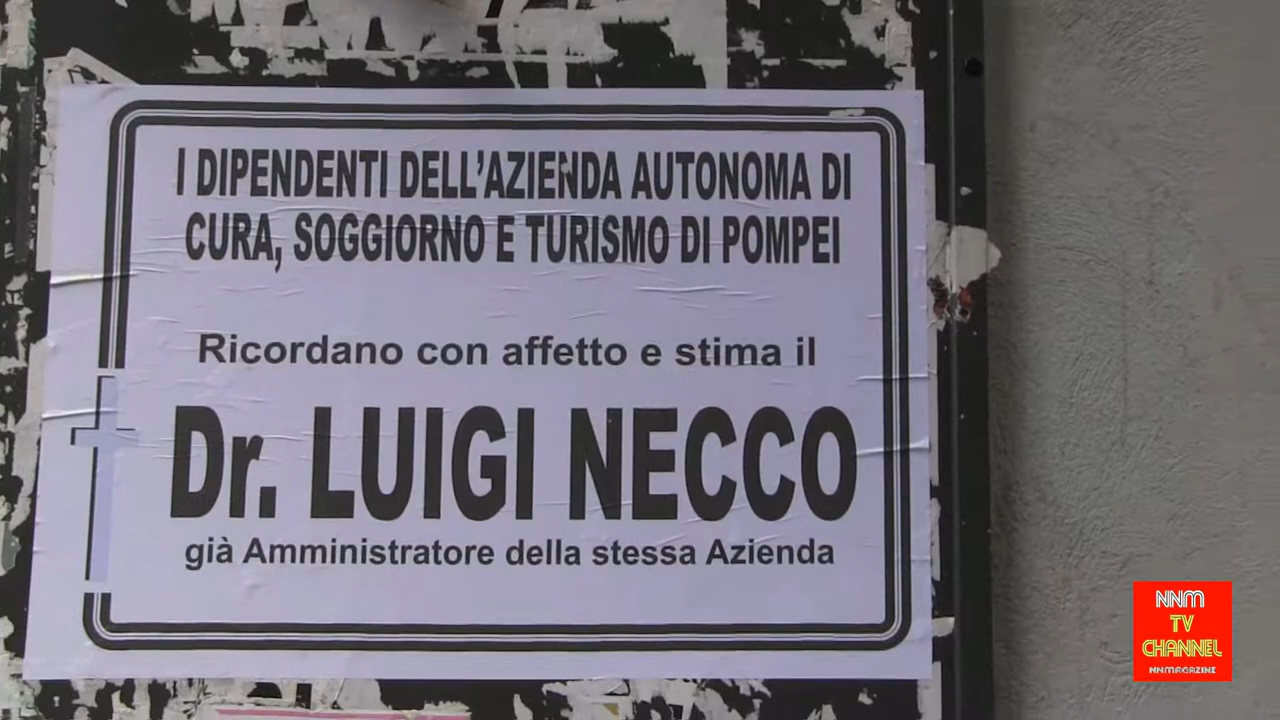 I DIPENDENTI DELL'AZIENDA AUTONOMA DI
CURA, SOGGIORNO E TURISMO DI POMPEI
Ricordano con affetto e stima il
Dr. LUIGI NECCO
già Amministratore della stessa Azienda
NNM
TV
CHANNEL
NNMAGAZINE